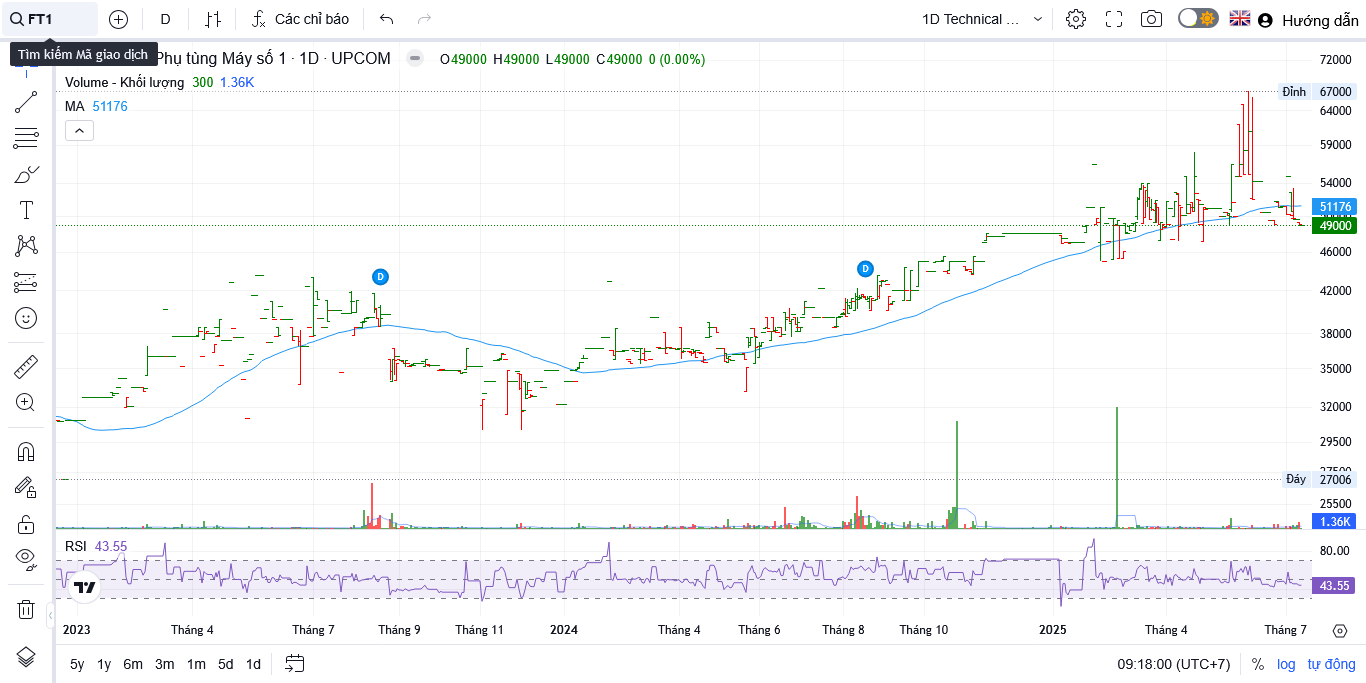 FT1
D
Các chỉ báo
1D Technical ...
Hướng dẫn
Tìm kiếm Mã giao dịch
Phụ tùng Máy số 1 · 1D · UPCOM
O49000 H49000 L49000 C49000 0 (0.00%)
Volume - Khối lượng 300 1.36K
MA 51176
72000
Đỉnh 67000
64000
59000
54000
51176
49000
46000
42000
38000
35000
32000
29500
27500
Đáy 27006
25500
1.36K
D
D
RSI 43.55
80.00
43.55
2023 Tháng 4 Tháng 7 Tháng 9 Tháng 11 2024 Tháng 4 Tháng 6 Tháng 8 Tháng 10 2025 Tháng 4 Tháng 7
5y 1y 6m 3m 1m 5d 1d
09:18:00 (UTC+7) % log tự động